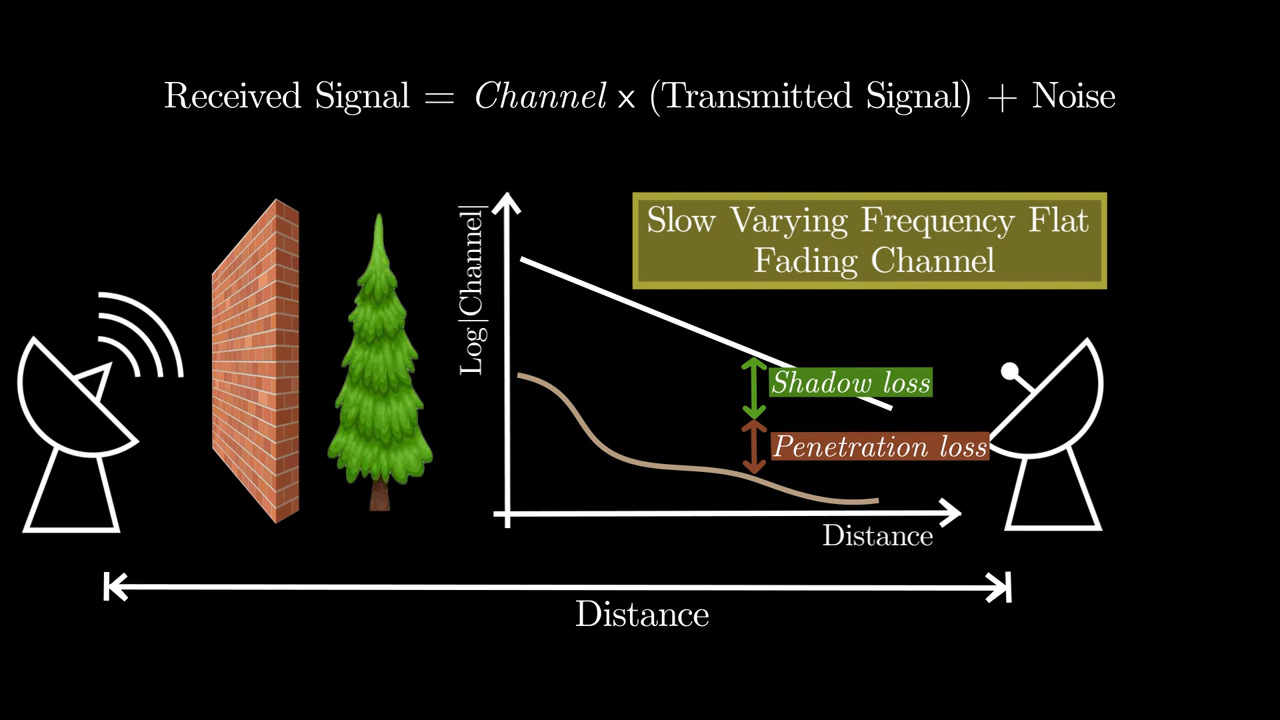 Received Signal = Channel x (Transmitted Signal) + Noise
Slow Varying Frequency Flat
Fading Channel
Log|Channel|
Shadow loss
Penetration loss
Distance
Distance